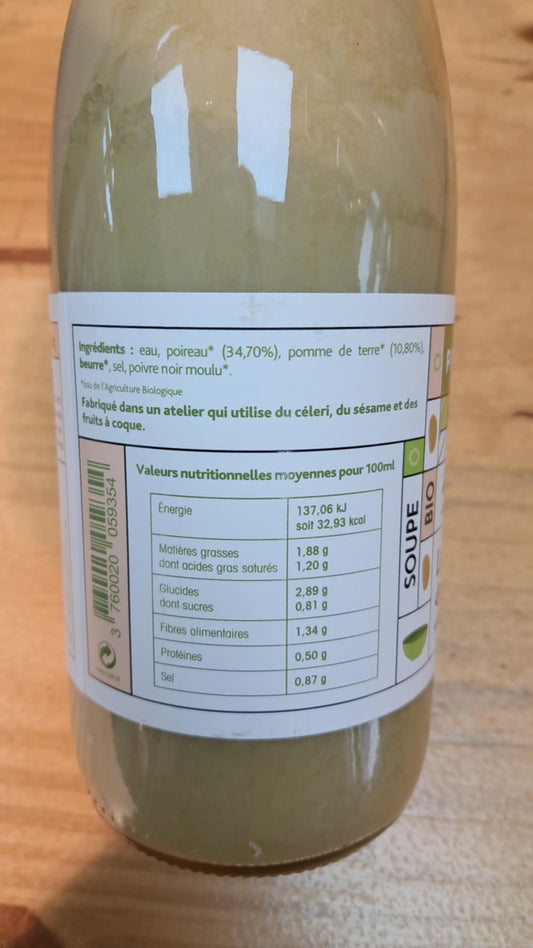 Ingrédients : eau, poireau* (34,70%), pomme de terre* (10,80%),
beurre*, sel, poivre noir moulu*.
*Issu de l'Agriculture Biologique
Fabriqué dans un atelier qui utilise du céleri, du sésame et des
fruits à coque.
Valeurs nutritionnelles moyennes pour 100ml
Énergie 137,06 kJ
soit 32,93 kcal
Matières grasses 1,88 g
dont acides gras saturés 1,20 g
Glucides 2,89 g
dont sucres 0,81 g
Fibres alimentaires 1,34 g
Protéines 0,50 g
Sel 0,87 g
3 760020 059354
SOUPE
BIO